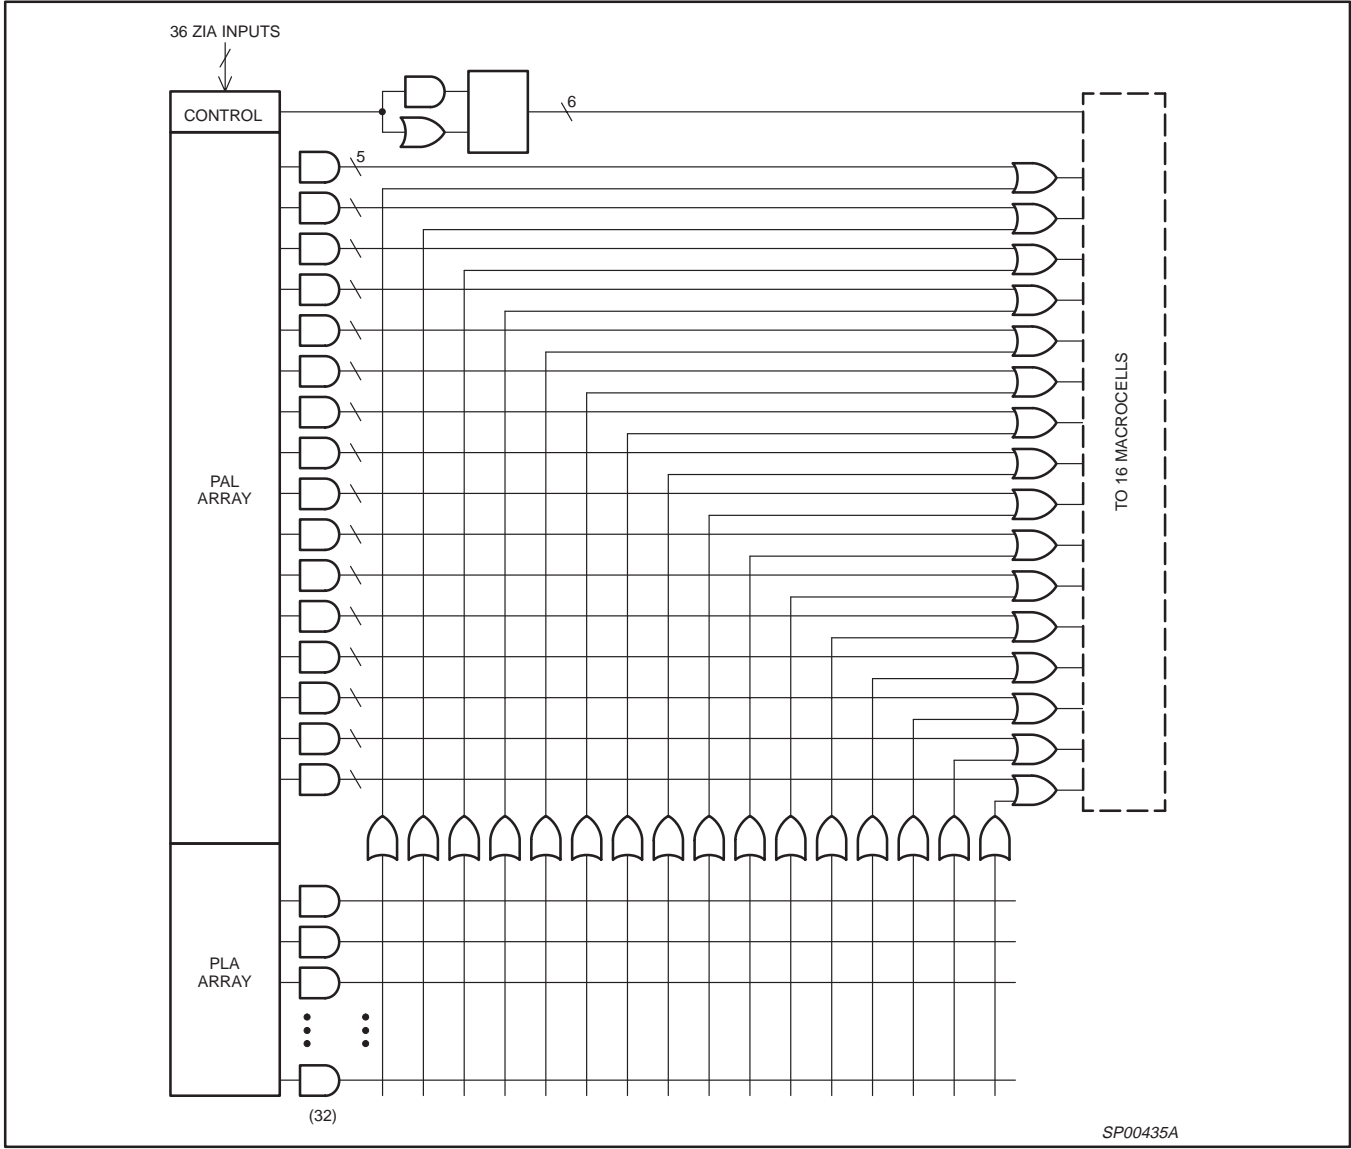 36 ZIA INPUTS
CONTROL
6
5
PAL
ARRAY
TO 16 MACROCELLS
PLA
ARRAY
(32)
SP00435A